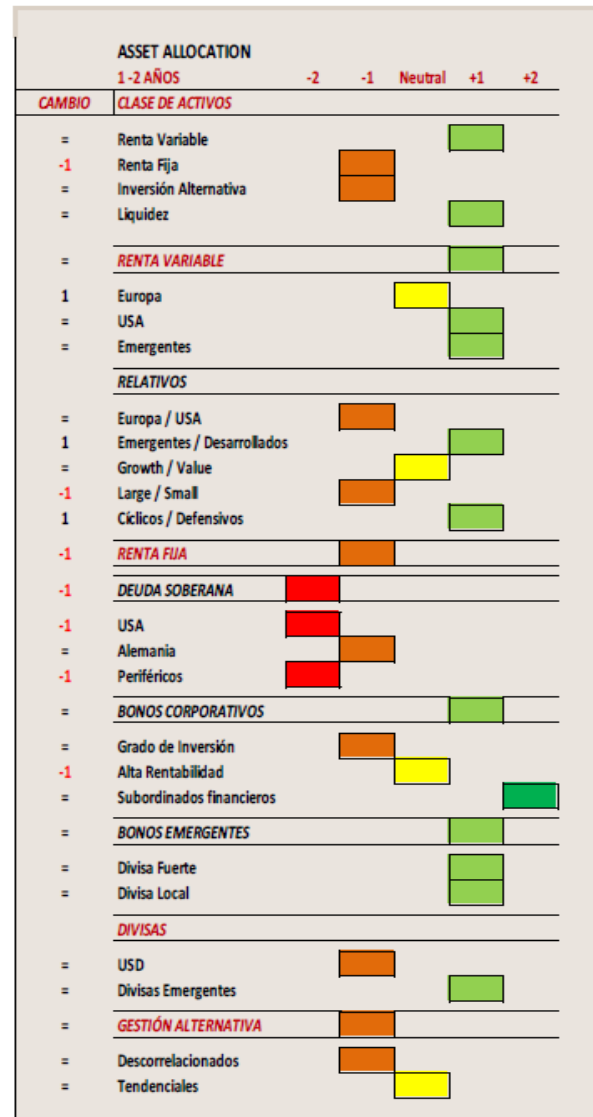 ASSET ALLOCATION
1 -2 AÑOS -2 -1 Neutral +1 +2
CAMBIO CLASE DE ACTIVOS
= Renta Variable
-1 Renta Fija
= Inversión Alternativa
= Liquidez
= RENTA VARIABLE
1 Europa
= USA
= Emergentes
RELATIVOS
= Europa / USA
1 Emergentes / Desarrollados
= Growth / Value
-1 Large / Small
1 Cíclicos / Defensivos
-1 RENTA FIJA
-1 DEUDA SOBERANA
-1 USA
= Alemania
-1 Periféricos
= BONOS CORPORATIVOS
= Grado de Inversión
-1 Alta Rentabilidad
= Subordinados financieros
= BONOS EMERGENTES
= Divisa Fuerte
= Divisa Local
DIVISAS
= USD
= Divisas Emergentes
= GESTIÓN ALTERNATIVA
= Descorrelacionados
= Tendenciales